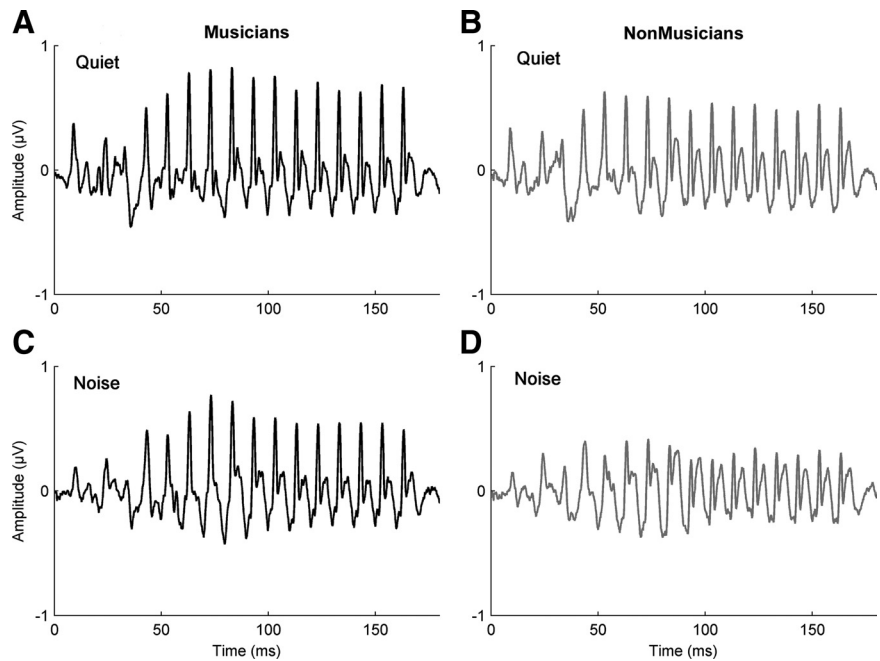 A
Musicians
Quiet
1
0
-1
Amplitude (µV)
0 50 100 150
B
NonMusicians
Quiet
1
0
-1
0 50 100 150
C
Noise
1
0
-1
Amplitude (µV)
0 50 100 150
Time (ms)
D
Noise
1
0
-1
0 50 100 150
Time (ms)